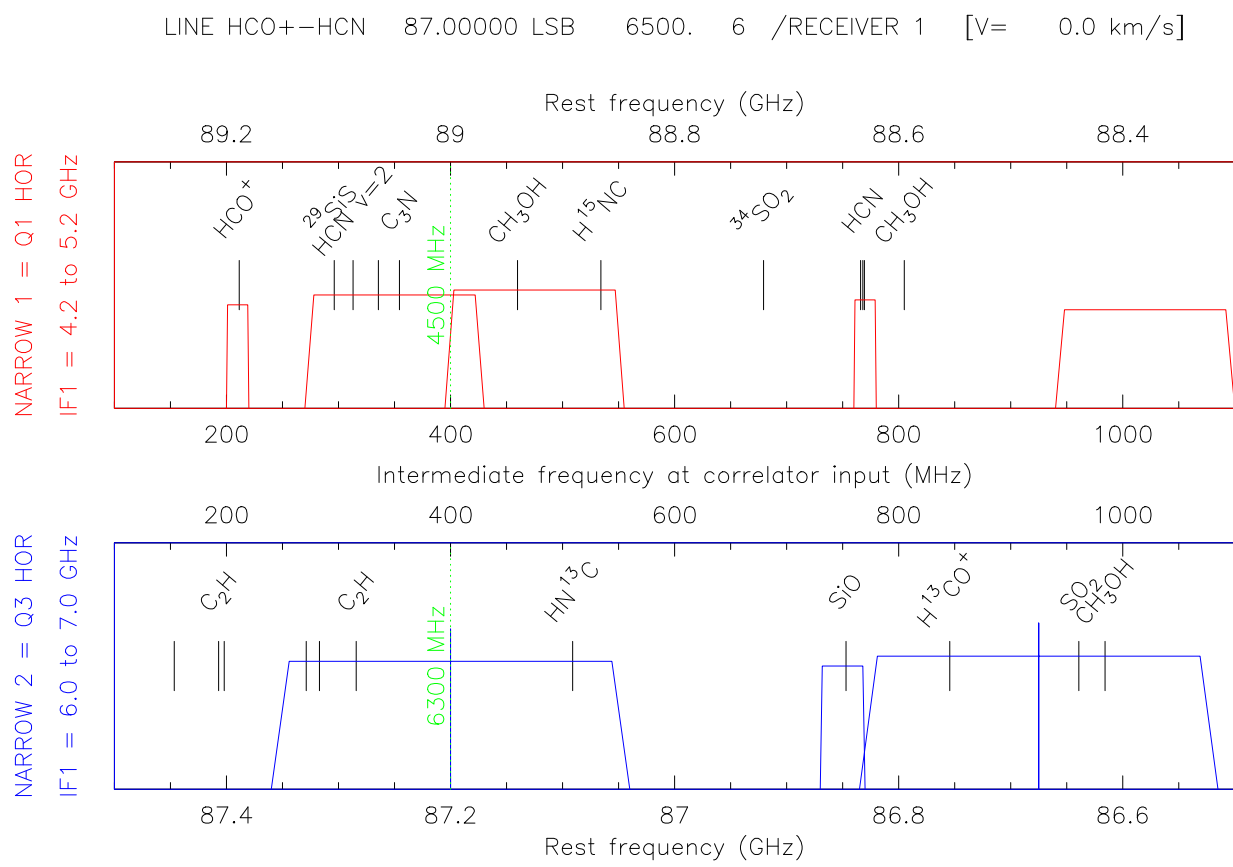 LINE HCO+−HCN 87.00000 LSB 6500. 6 /RECEIVER 1 [V= 0.0 km/s]
Rest frequency (GHz)
89.2 89 88.8 88.6 88.4
NARROW 1 = Q1 HOR
IF1 = 4.2 to 5.2 GHz
HCO⁺
²⁹SiS
HCN v=2
C₃N
4500 MHz
CH₃OH
H¹⁵NC
³⁴SO₂
HCN
CH₃OH
200 400 600 800 1000
Intermediate frequency at correlator input (MHz)
200 400 600 800 1000
NARROW 2 = Q3 HOR
IF1 = 6.0 to 7.0 GHz
C₂H
C₂H
6300 MHz
HN¹³C
SiO
H¹³CO⁺
SO₂
CH₃OH
87.4 87.2 87 86.8 86.6
Rest frequency (GHz)